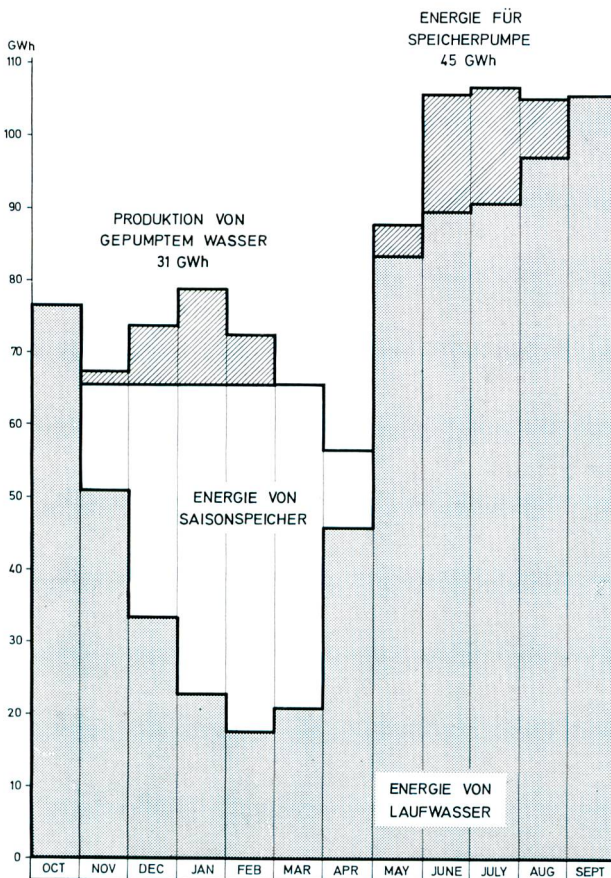 ENERGIE FÜR
SPEICHERPUMPE
45 GWh
GWh
110
100
90
80
70
60
50
40
30
20
10
0
PRODUKTION VON
GEPUMPTEM WASSER
31 GWh
ENERGIE VON
SAISONSPEICHER
ENERGIE VON
LAUFWASSER
OCT NOV DEC JAN FEB MAR APR MAY JUNE JULY AUG SEPT